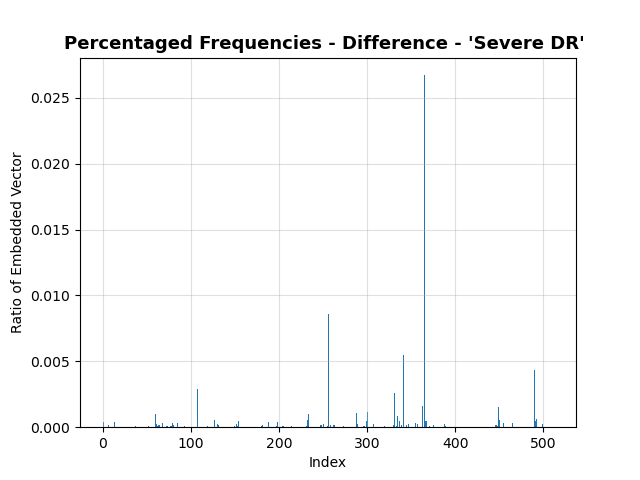 Percentaged Frequencies - Difference - 'Severe DR'
Ratio of Embedded Vector
0.025
0.020
0.015
0.010
0.005
0.000
0 100 200 300 400 500
Index